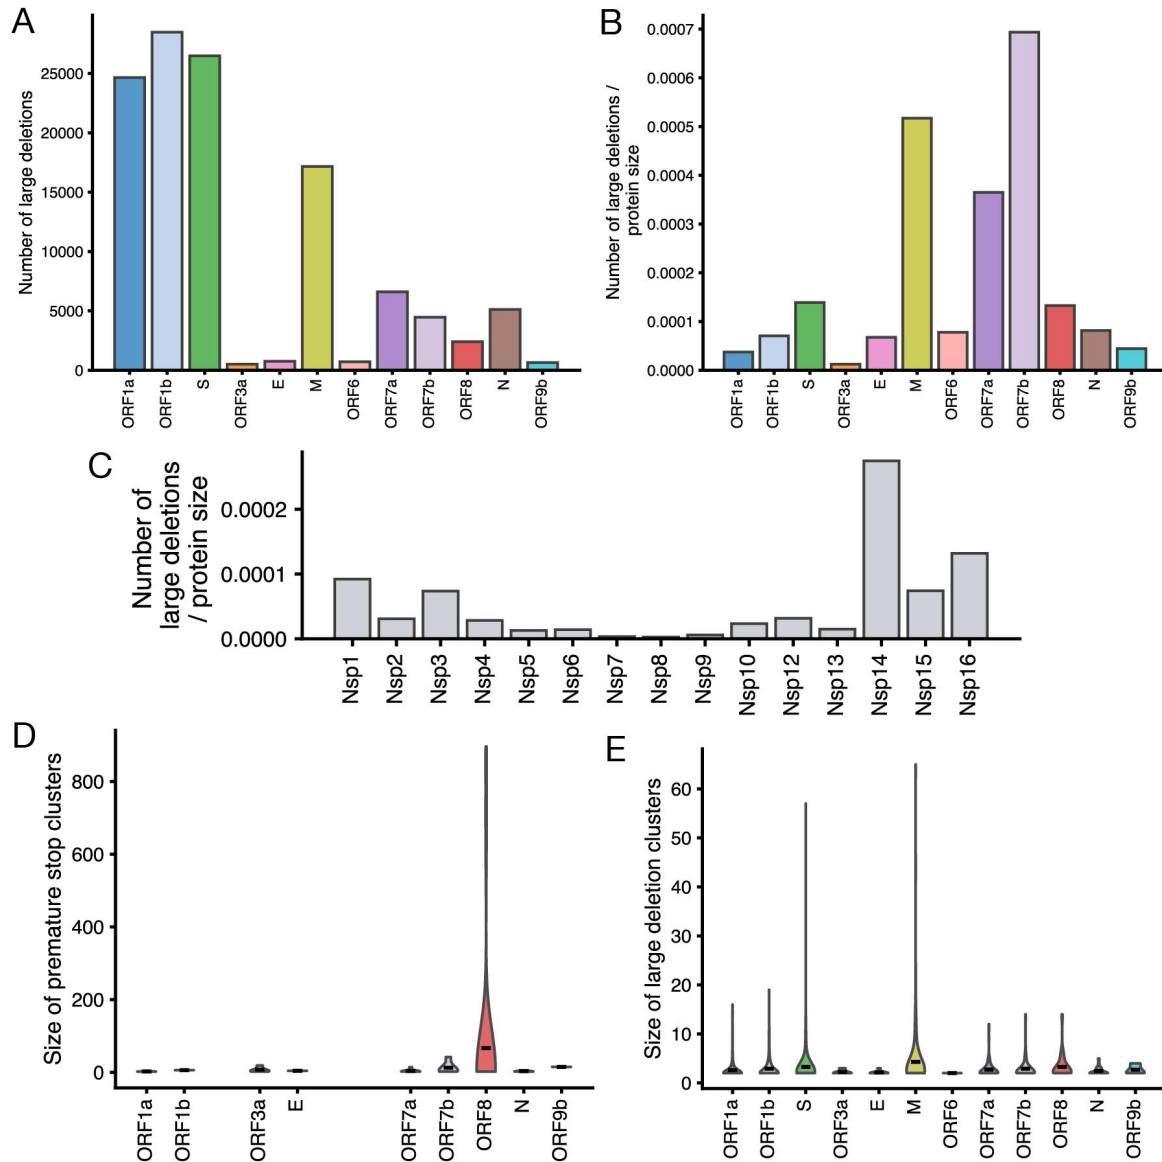 A
Number of large deletions
25000
20000
15000
10000
5000
0
ORF1a
ORF1b
S
ORF3a
E
M
ORF6
ORF7a
ORF7b
ORF8
N
ORF9b
B
Number of large deletions /
protein size
0.0007
0.0006
0.0005
0.0004
0.0003
0.0002
0.0001
0.0000
ORF1a
ORF1b
S
ORF3a
E
M
ORF6
ORF7a
ORF7b
ORF8
N
ORF9b
C
Number of
large deletions
/ protein size
0.0002
0.0001
0.0000
Nsp1
Nsp2
Nsp3
Nsp4
Nsp5
Nsp6
Nsp7
Nsp8
Nsp9
Nsp10
Nsp12
Nsp13
Nsp14
Nsp15
Nsp16
D
Size of premature stop clusters
800
600
400
200
0
ORF1a
ORF1b
ORF3a
E
ORF7a
ORF7b
ORF8
N
ORF9b
E
Size of large deletion clusters
60
50
40
30
20
10
0
ORF1a
ORF1b
S
ORF3a
E
M
ORF6
ORF7a
ORF7b
ORF8
N
ORF9b